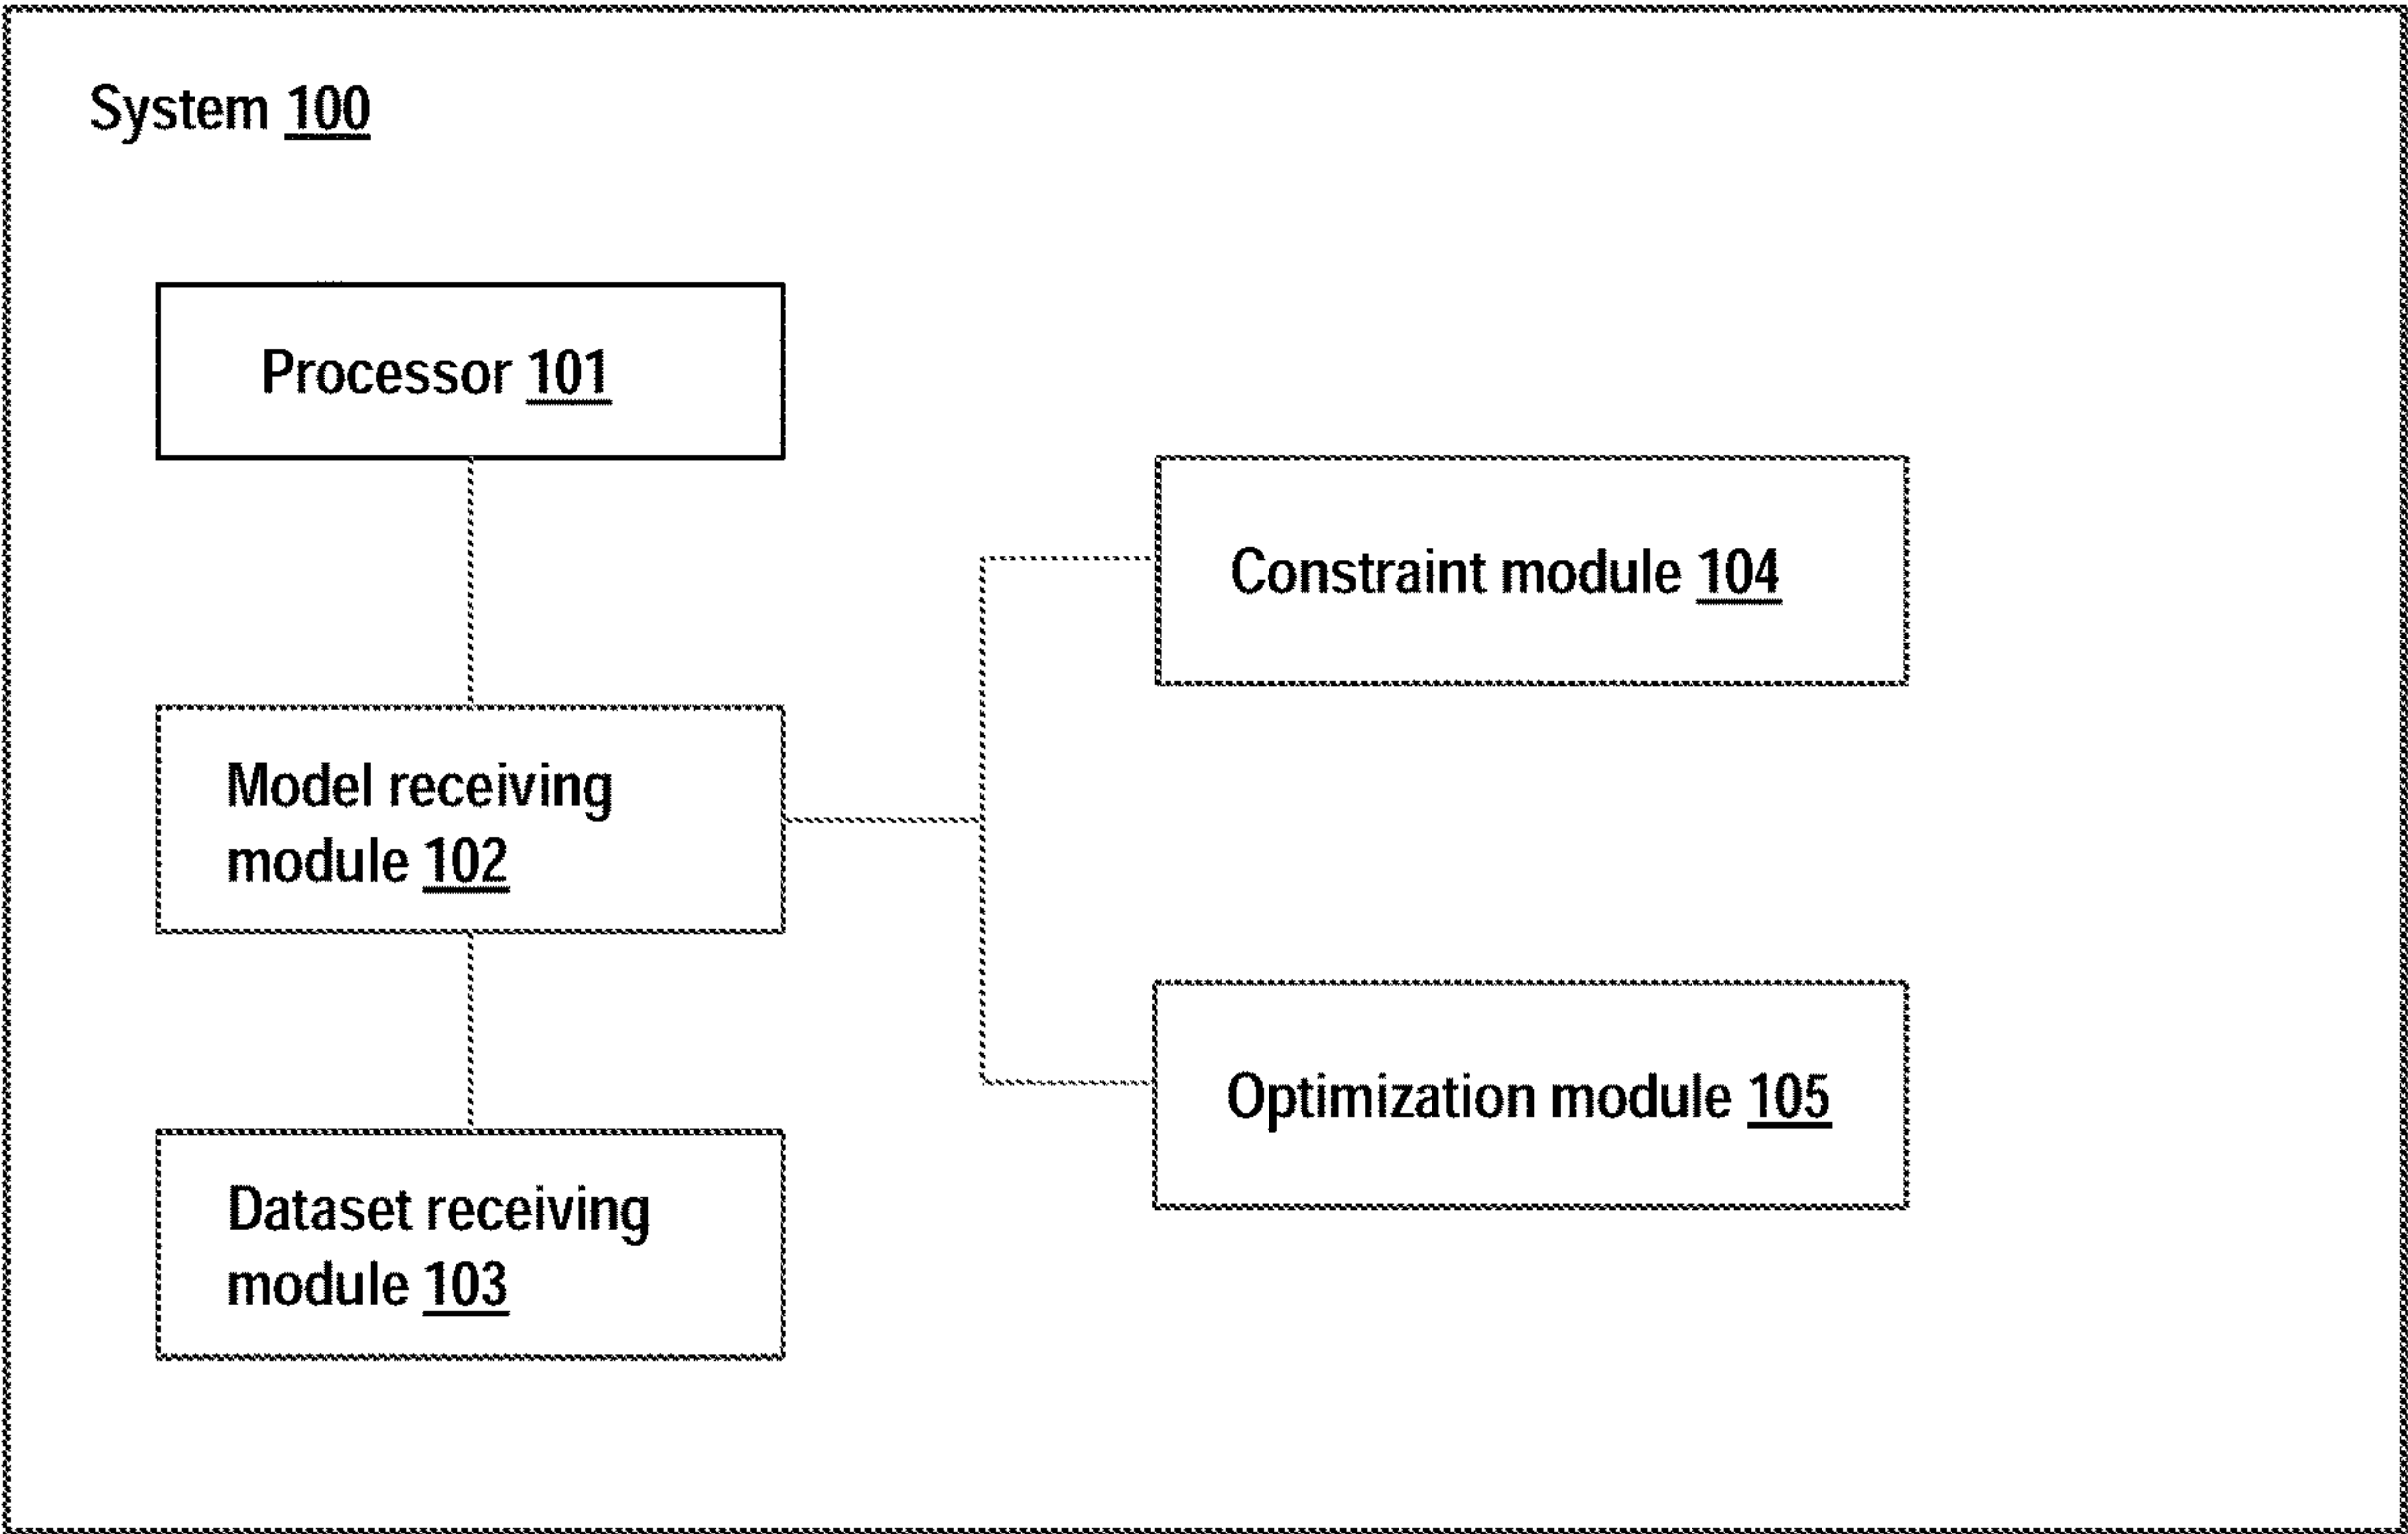 System 100
Processor 101
Constraint module 104
Model receiving
module 102
Optimization module 105
Dataset receiving
module 103